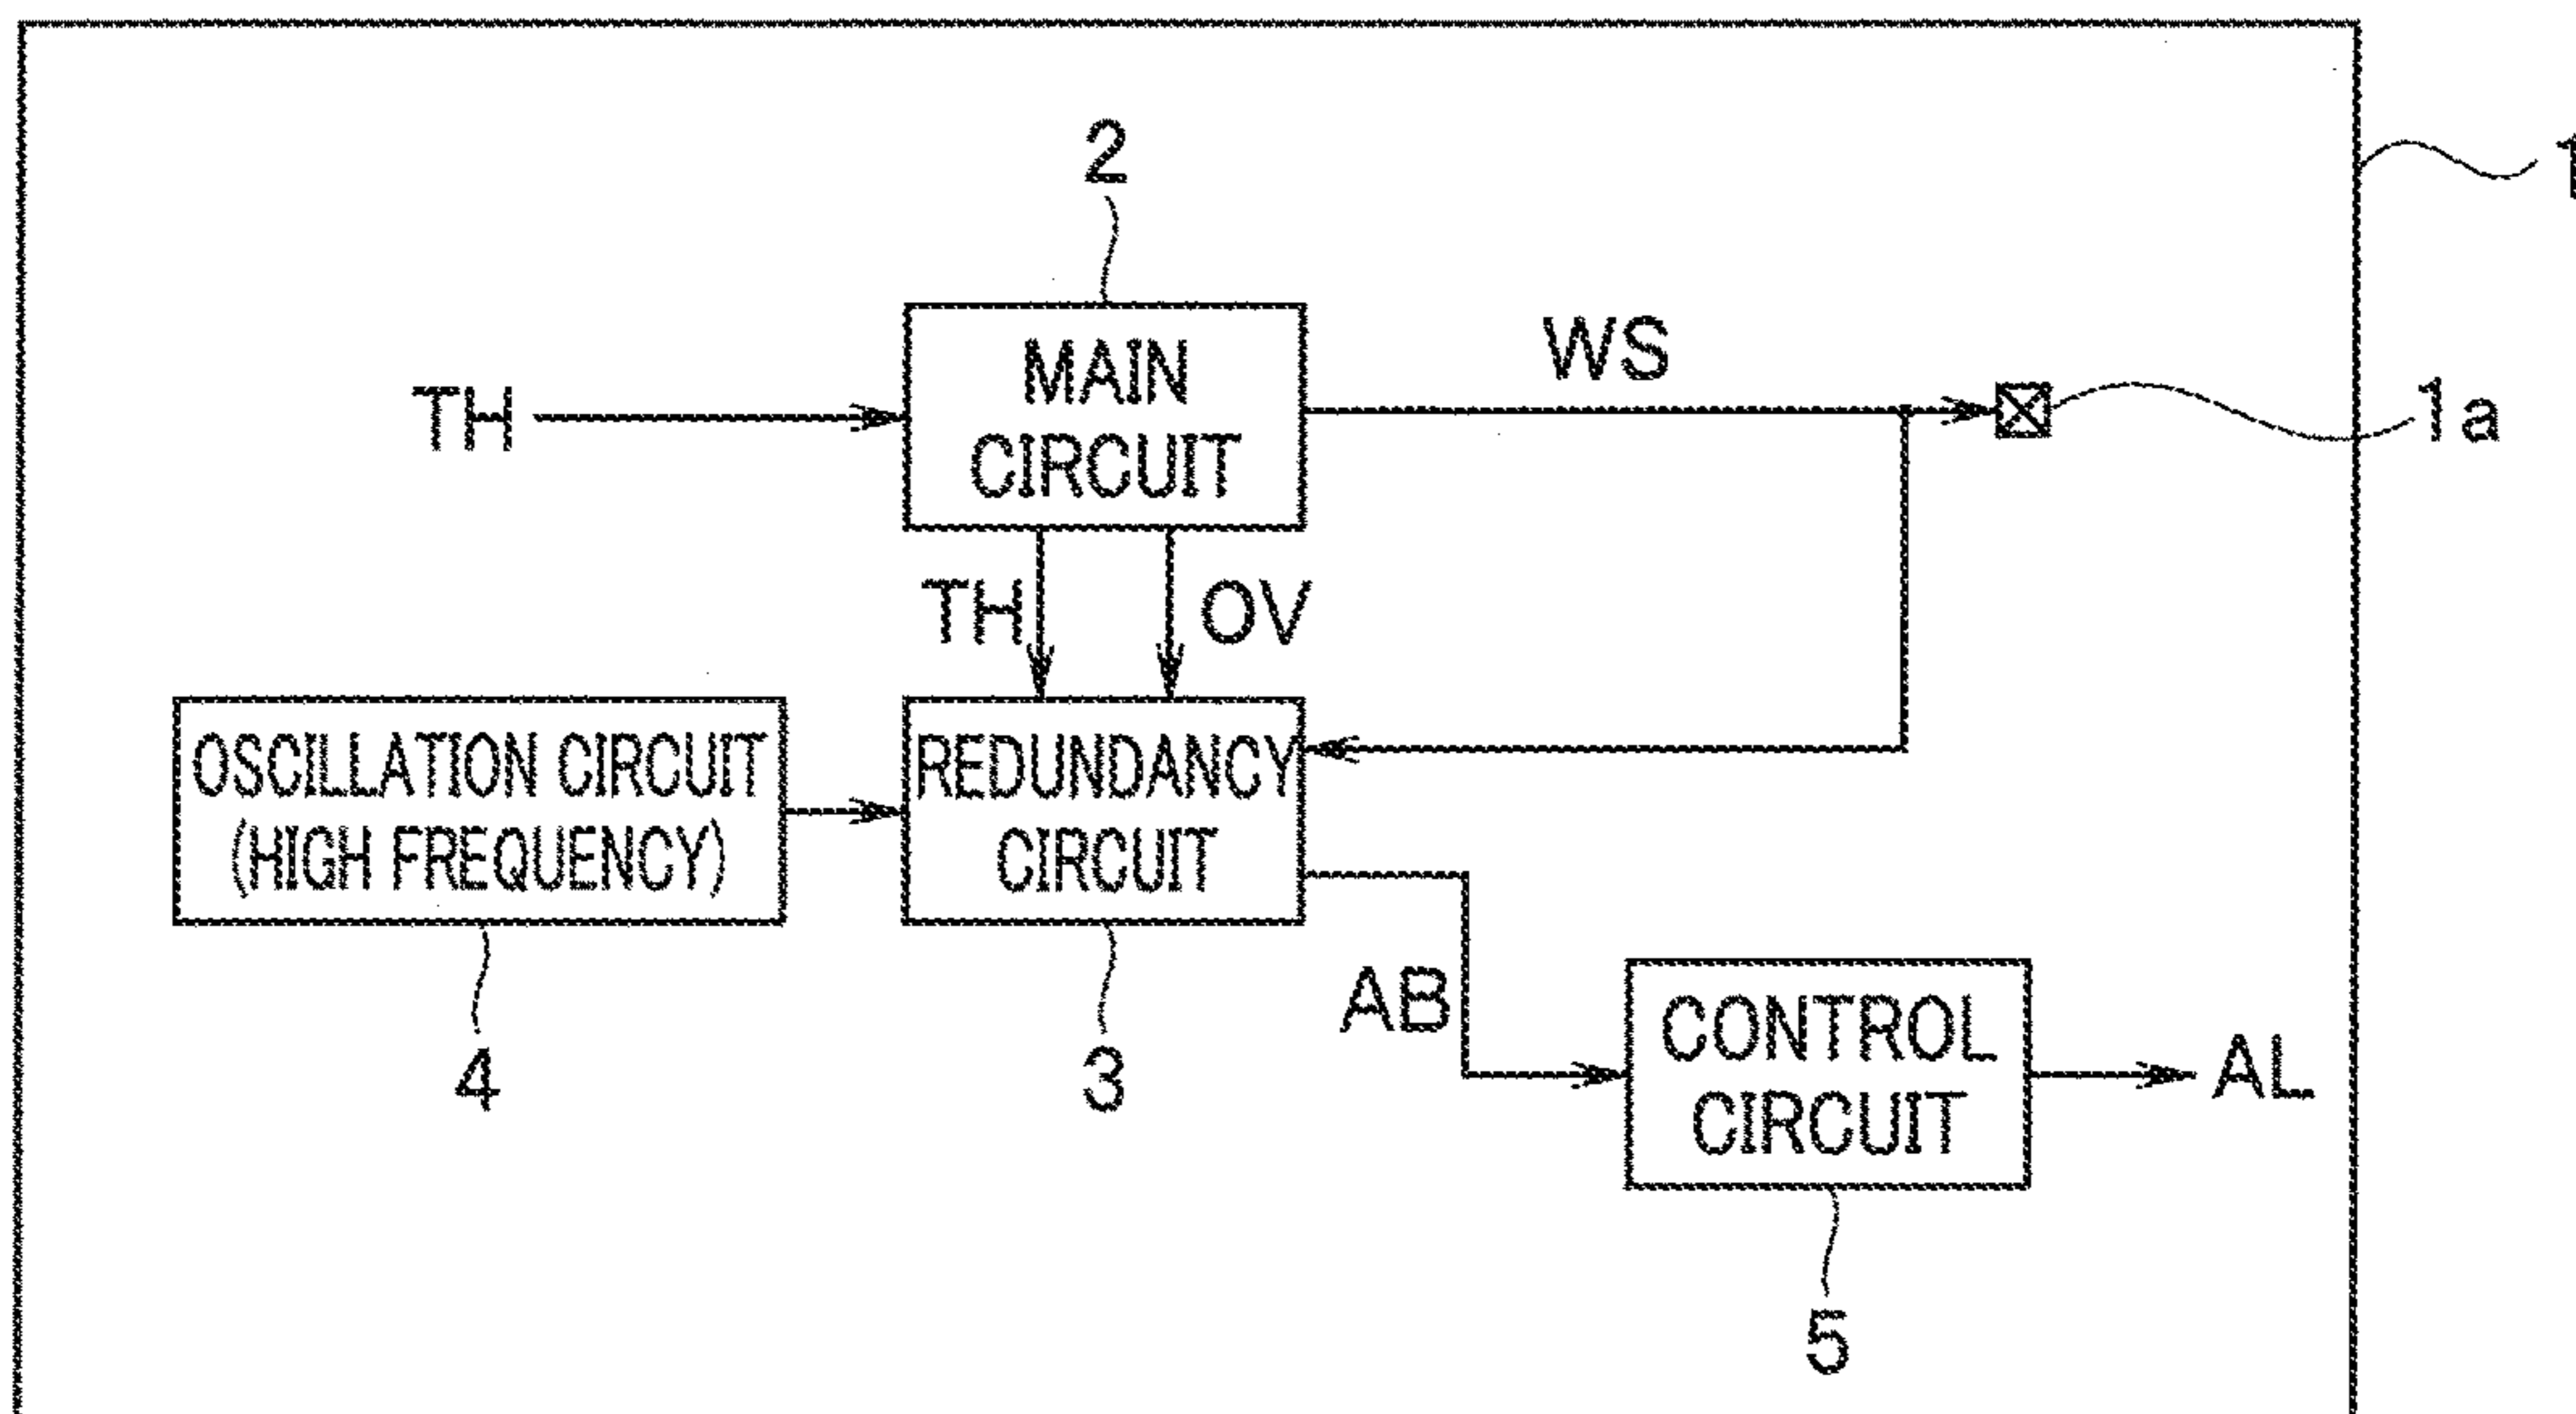 1
2
MAIN
CIRCUIT
WS
TH
1a
TH
OV
OSCILLATION CIRCUIT
(HIGH FREQUENCY)
REDUNDANCY
CIRCUIT
4
3
AB
CONTROL
CIRCUIT
AL
5